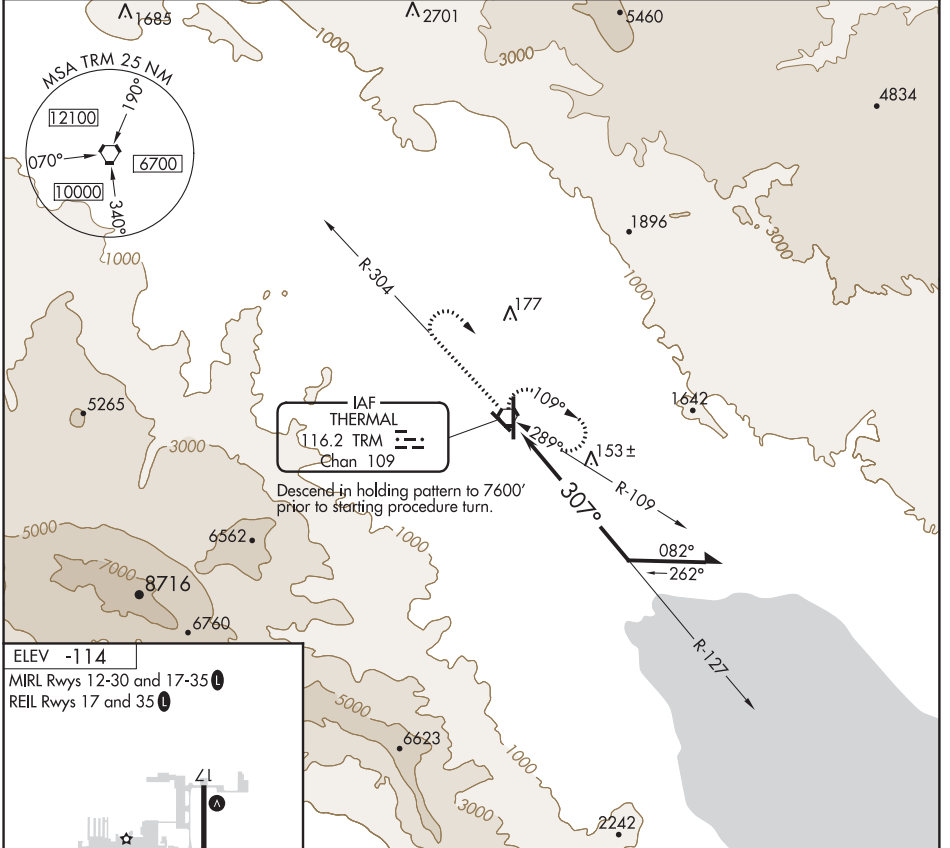 1685
2701
5460
1000
3000
MSA TRM 25 NM
190°
12100
4834
070°
6700
10000
340°
1896
3000
1000
R-304
1000
177
5265
IAF
THERMAL
116.2 TRM
Chan 109
109°
1642
289°
153±
3000
R-109
Descend in holding pattern to 7600'
prior to starting procedure turn.
307°
5000
6562
1000
082°
262°
7000
8716
6760
R-127
ELEV -114
MIRL Rwys 12-30 and 17-35 L
REIL Rwys 17 and 35 L
5000
6623
1000
17
A
3000
2242